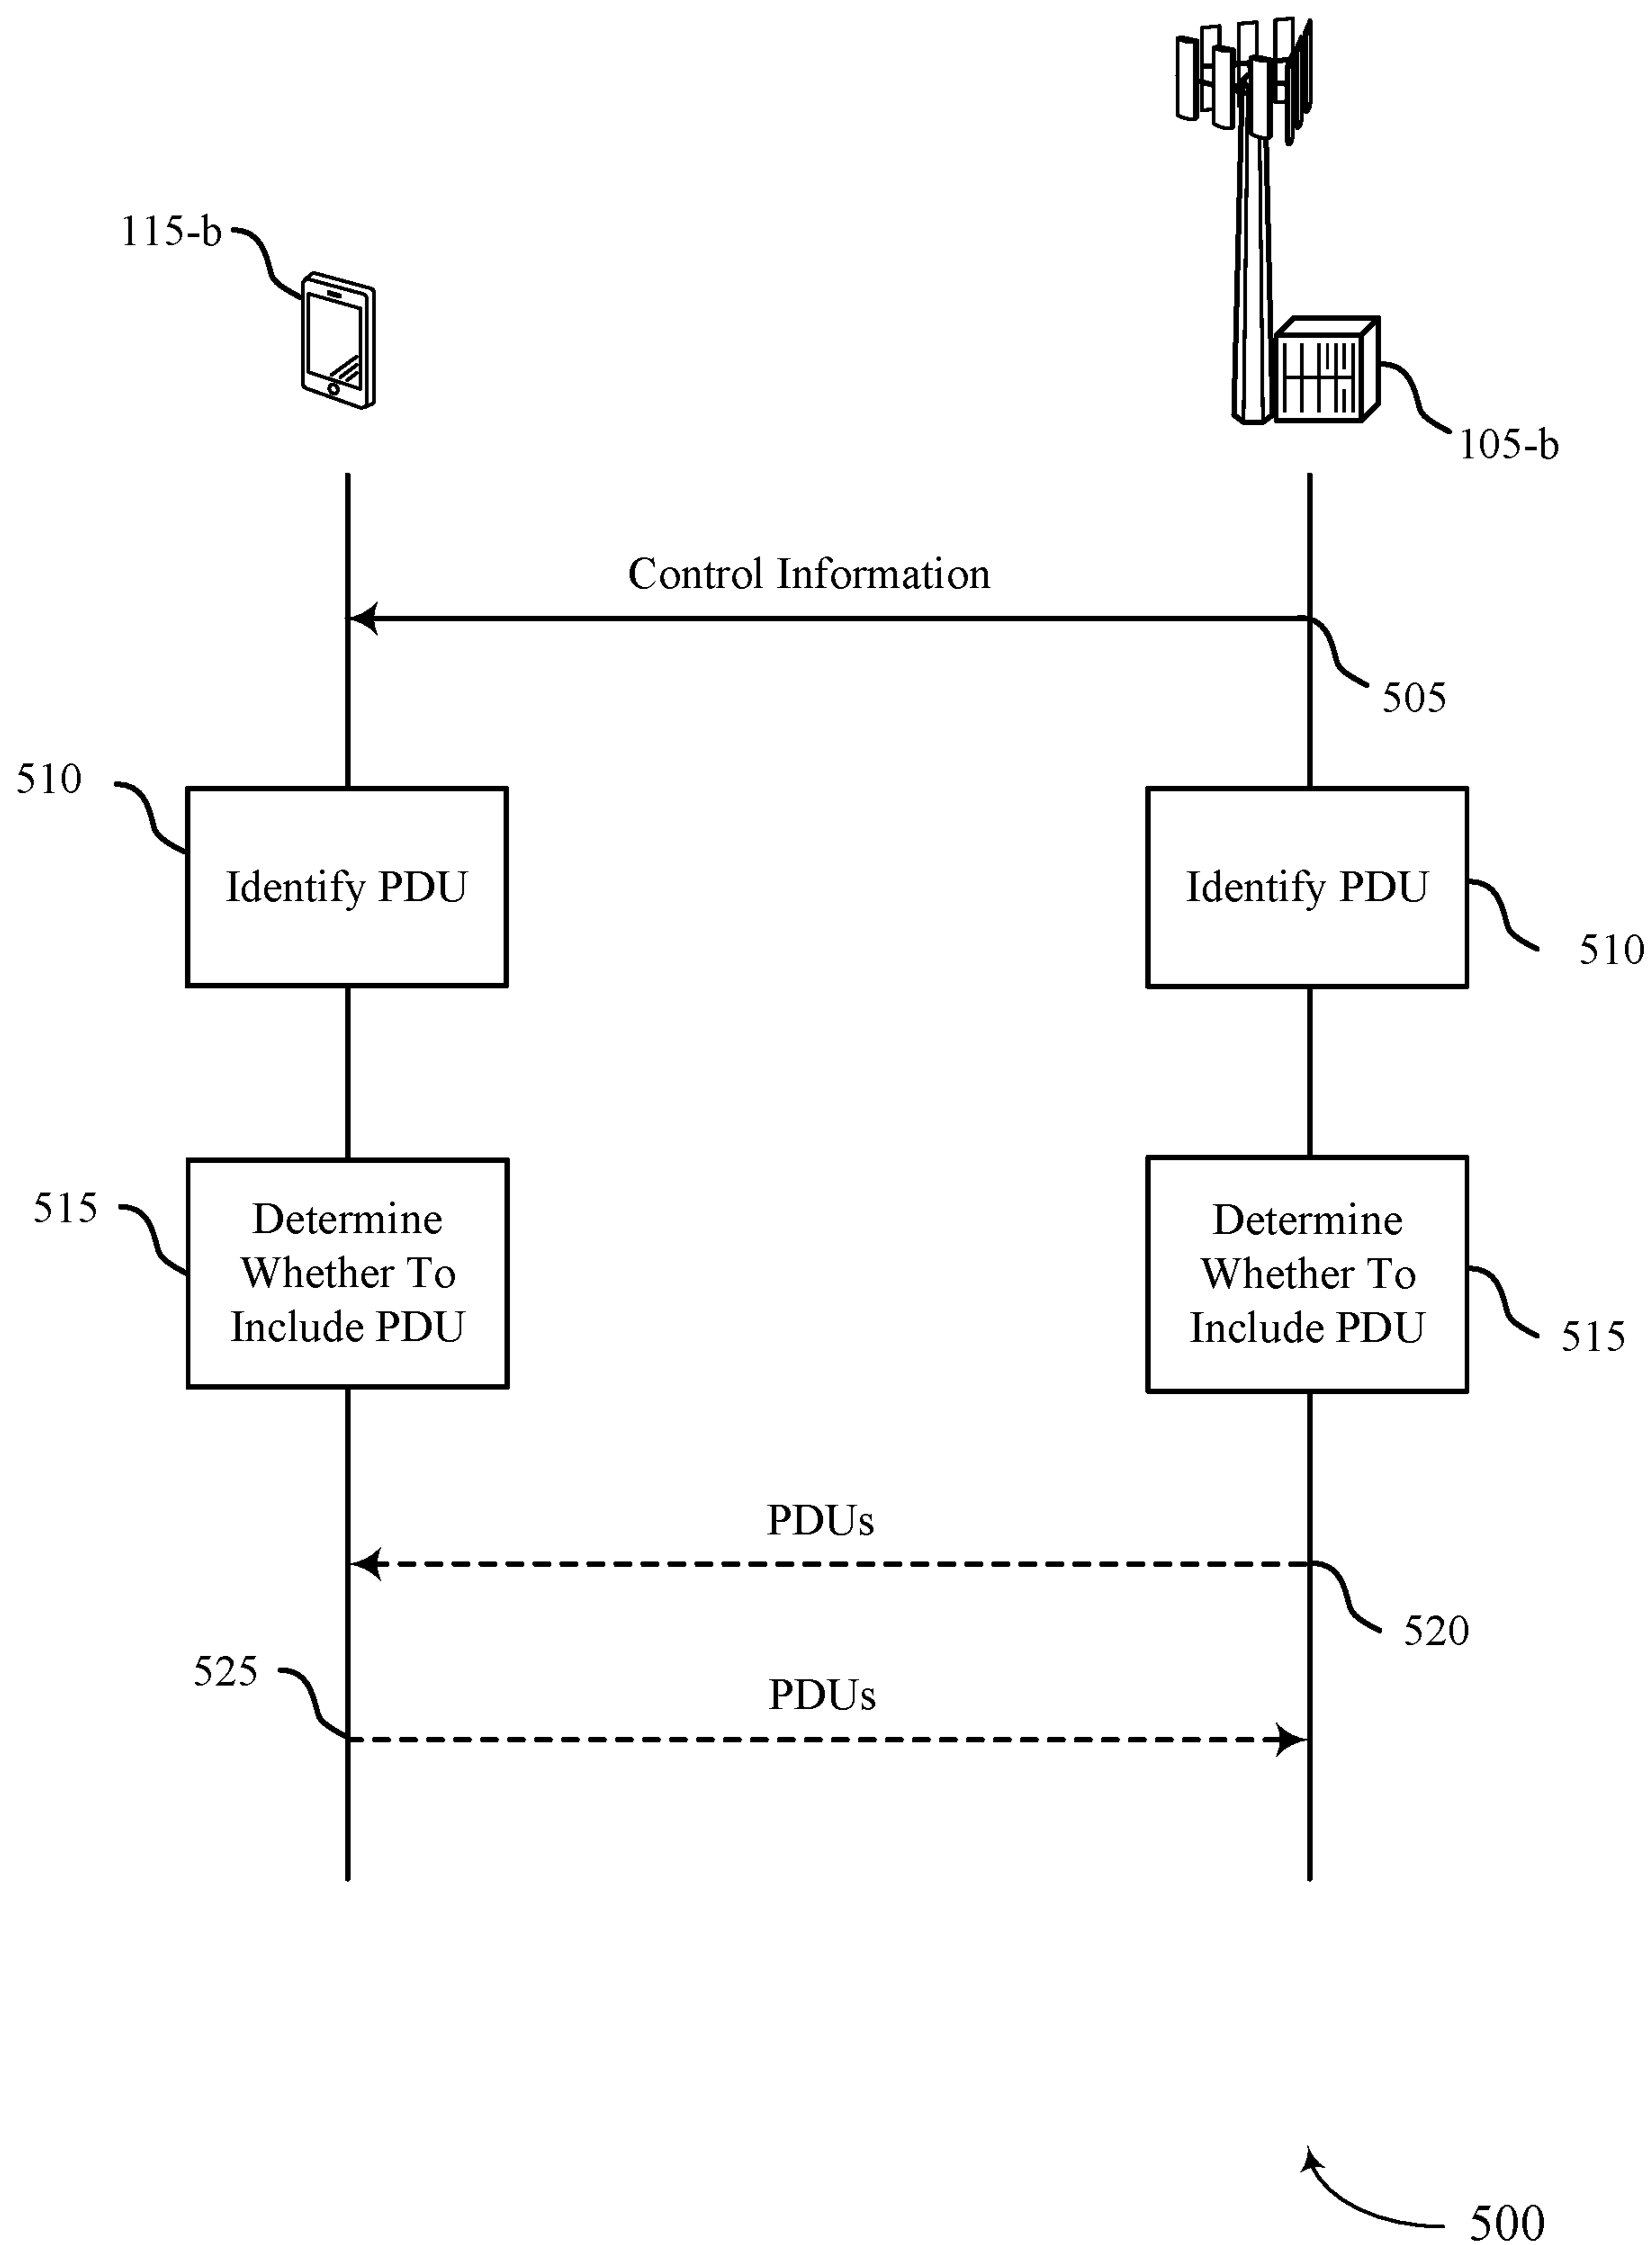 115-b
105-b
Control Information
505
510
Identify PDU
Identify PDU
510
515
Determine
Whether To
Include PDU
Determine
Whether To
Include PDU
515
PDUs
520
525
PDUs
500